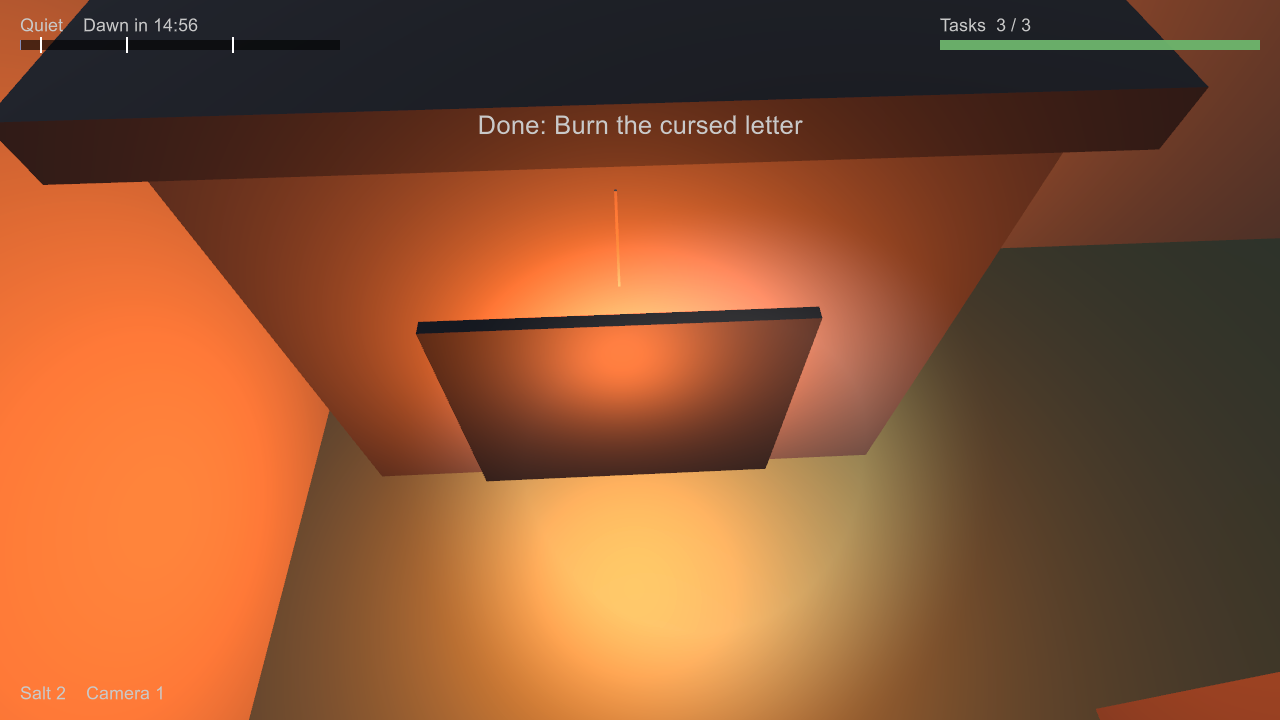 Quiet Dawn in 14:56
Tasks 3 / 3
Done: Burn the cursed letter
Salt 2 Camera 1